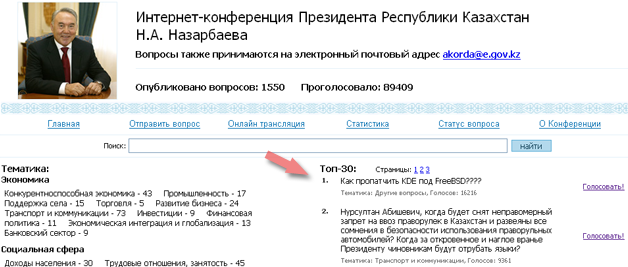 Интернет-конференция Президента Республики Казахстан
Н.А. Назарбаева
Вопросы также принимаются на электронный почтовый адрес akorda@e.gov.kz
Опубликовано вопросов: 1550 Проголосовало: 89409
Главная Отправить вопрос Онлайн трансляция Статистика Статус вопроса О Конференции
Поиск: найти
Тематика:
Экономика
Конкурентноспособная экономика - 43 Промышленность - 17
Поддержка села - 15 Торговля - 5 Развитие бизнеса - 24
Транспорт и коммуникации - 73 Инвестиции - 9 Финансовая
политика - 11 Экономическая интеграция и глобализация - 13
Банковский сектор - 9
Социальная сфера
Доходы населения - 30 Трудовые отношения, занятость - 45
Топ-30: Страницы: 1 2 3
1. Как пропатчить KDE под FreeBSD????
Тематика: Другие вопросы, Голосов: 16216
Голосовать!
2. Нурсултан Абишевич, когда будет снят неправомерный
запрет на ввоз праворулек в Казахстан и развеяны все
сомнения в безопасности использования праворульных
автомобилей? Когда за откровенное и наглое вранье
Президенту чиновникам будут отрубать языки?
Тематика: Транспорт и коммуникации, Голосов: 9361
Голосовать!